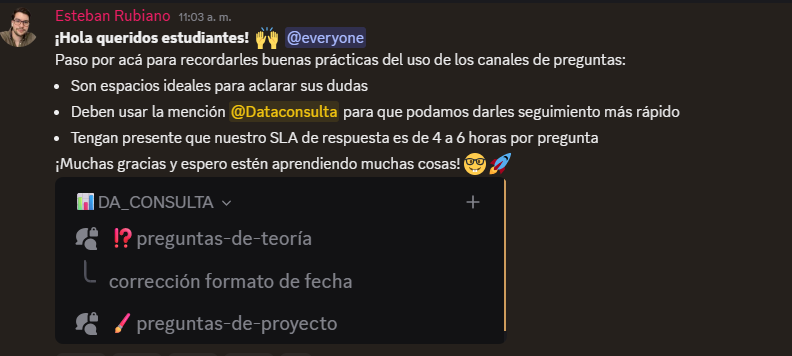 Esteban Rubiano 11:03 a. m.
¡Hola queridos estudiantes! 🙌 @everyone
Paso por acá para recordarles buenas prácticas del uso de los canales de preguntas:
• Son espacios ideales para aclarar sus dudas
• Deben usar la mención @Dataconsulta para que podamos darles seguimiento más rápido
• Tengan presente que nuestro SLA de respuesta es de 4 a 6 horas por pregunta
¡Muchas gracias y espero estén aprendiendo muchas cosas! 🤓🚀
📊 DA_CONSULTA
⁉️ preguntas-de-teoría
corrección formato de fecha
🖌️ preguntas-de-proyecto